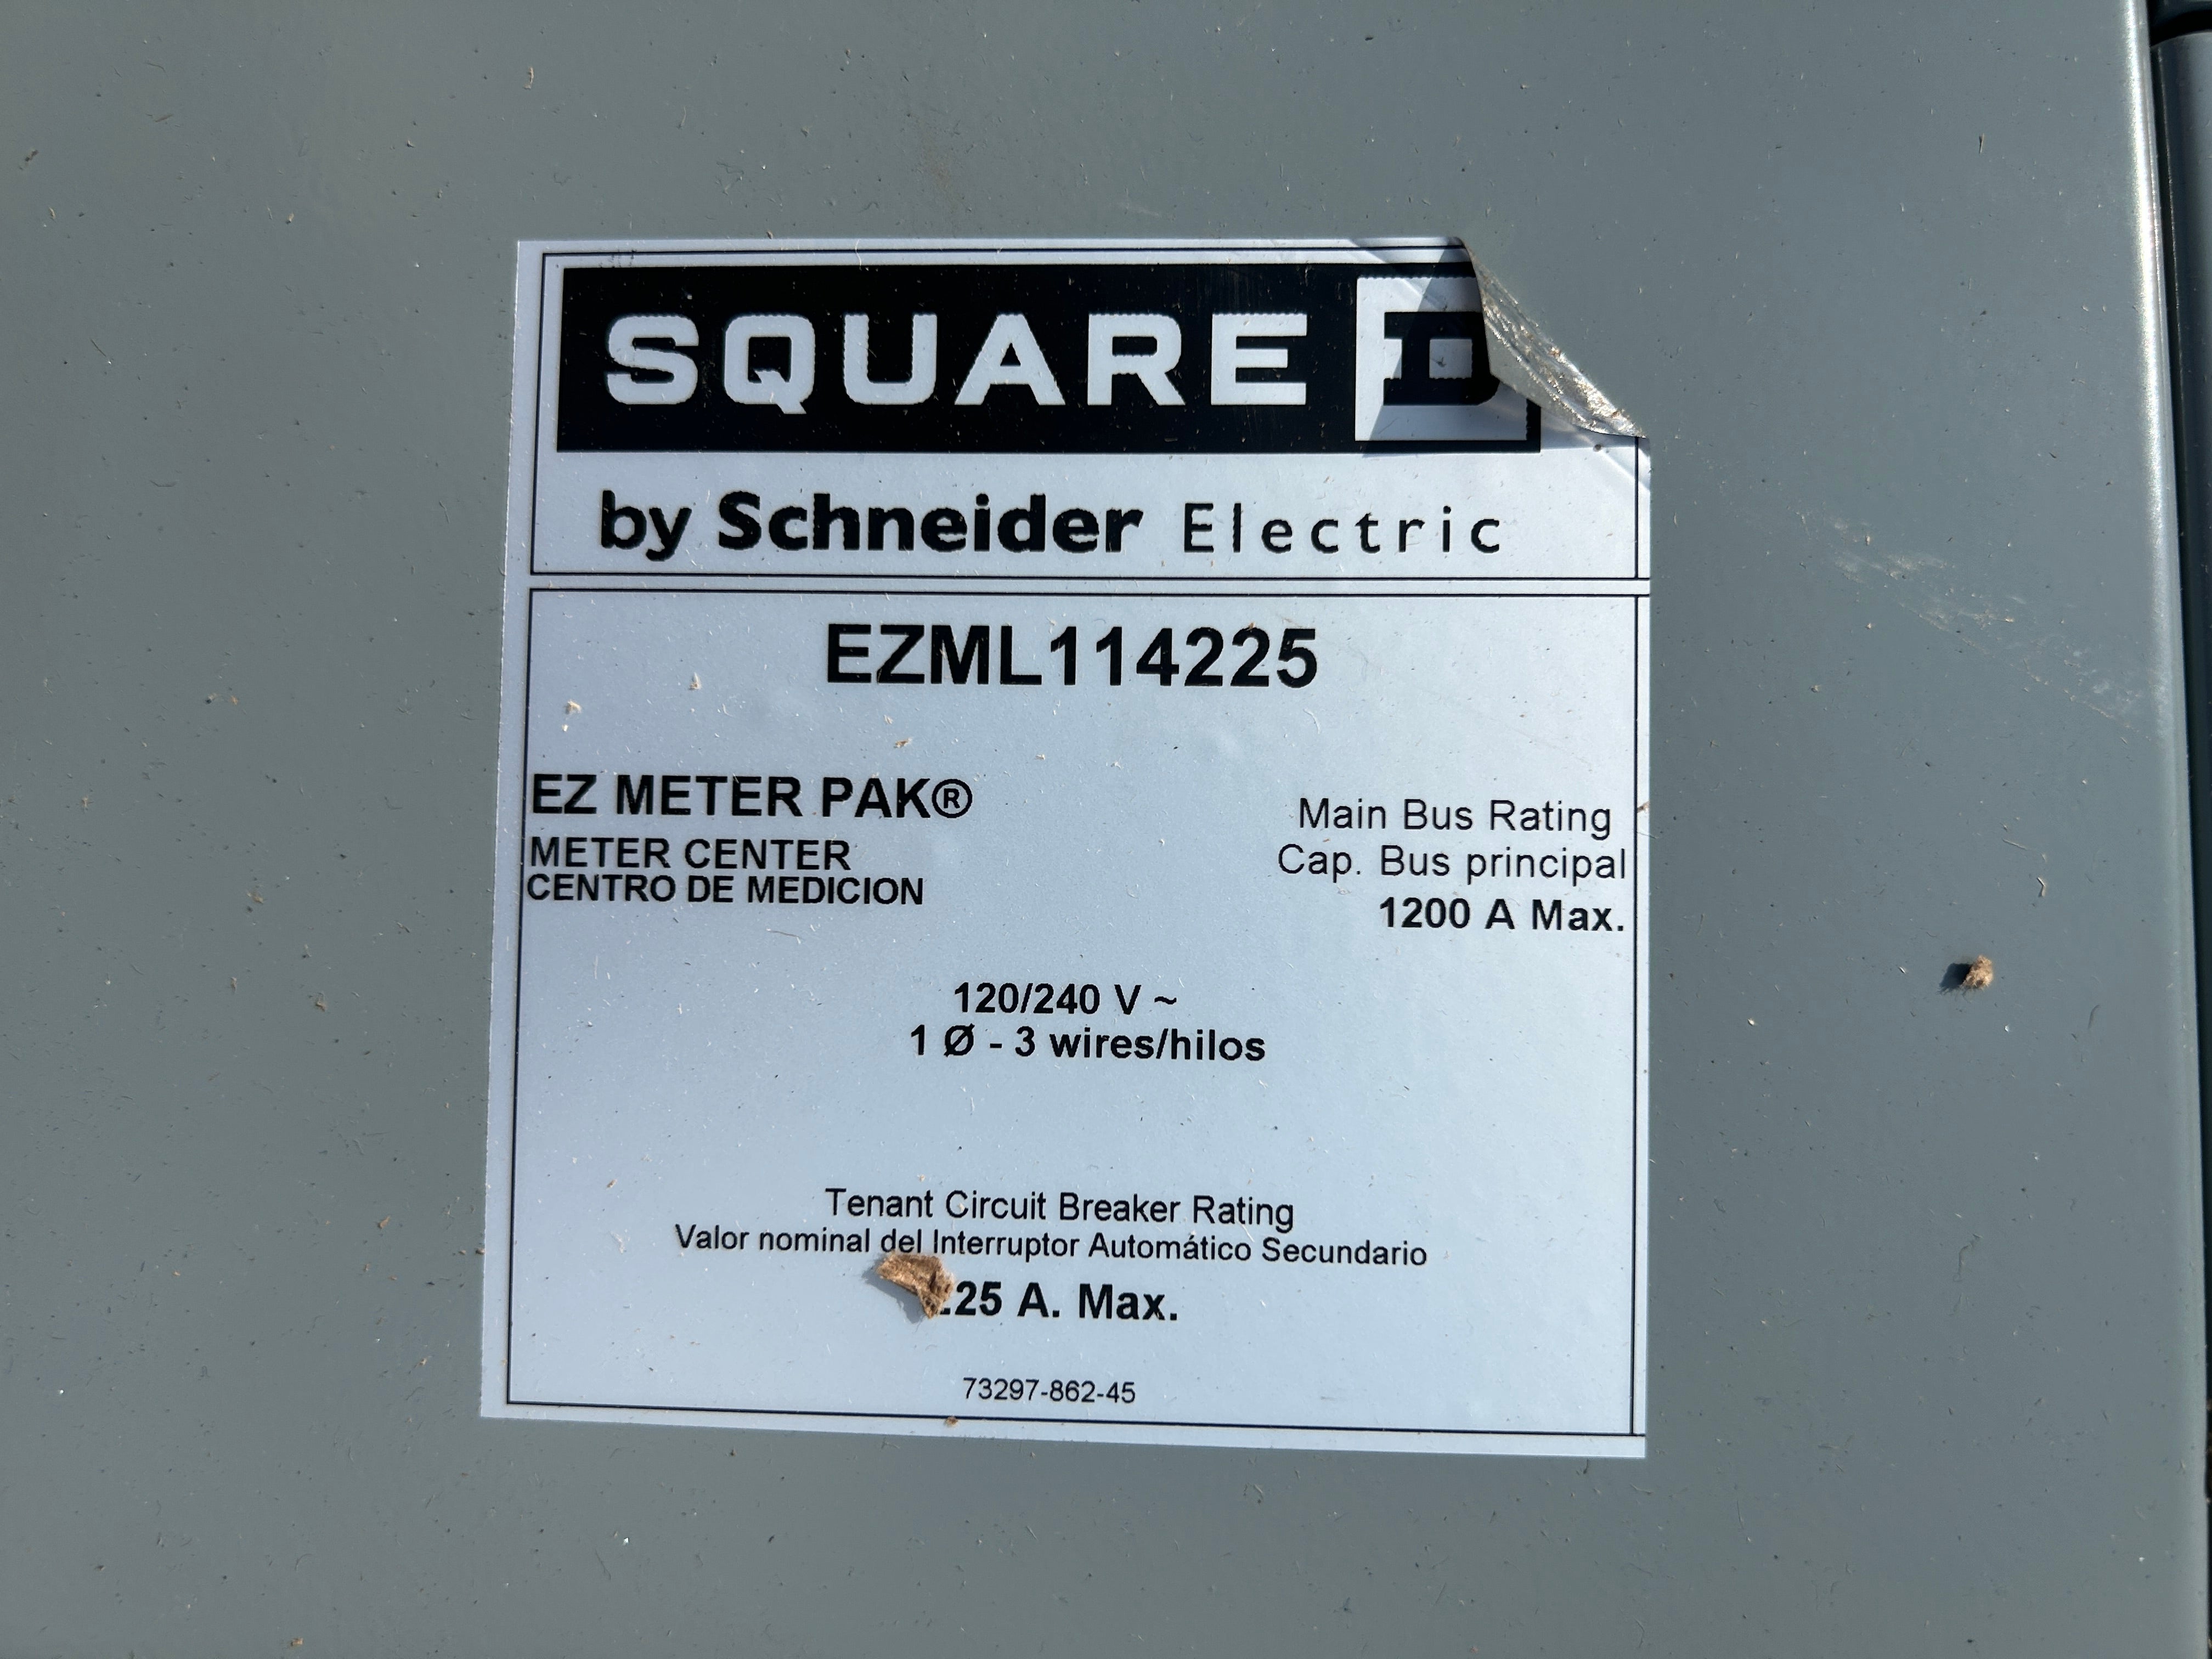 SQUARE D
by Schneider Electric
EZML114225
EZ METER PAK®
METER CENTER
CENTRO DE MEDICION
Main Bus Rating
Cap. Bus principal
1200 A Max.
120/240 V ~
1 Ø - 3 wires/hilos
Tenant Circuit Breaker Rating
Valor nominal del Interruptor Automático Secundario
A. Max.
73297-862-45